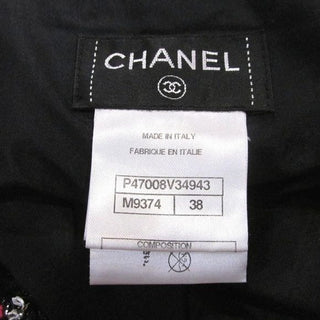 CHANEL
MADE IN ITALY
FABRIQUE EN ITALIE
P47008V34943
M9374 38
COMPOSITION